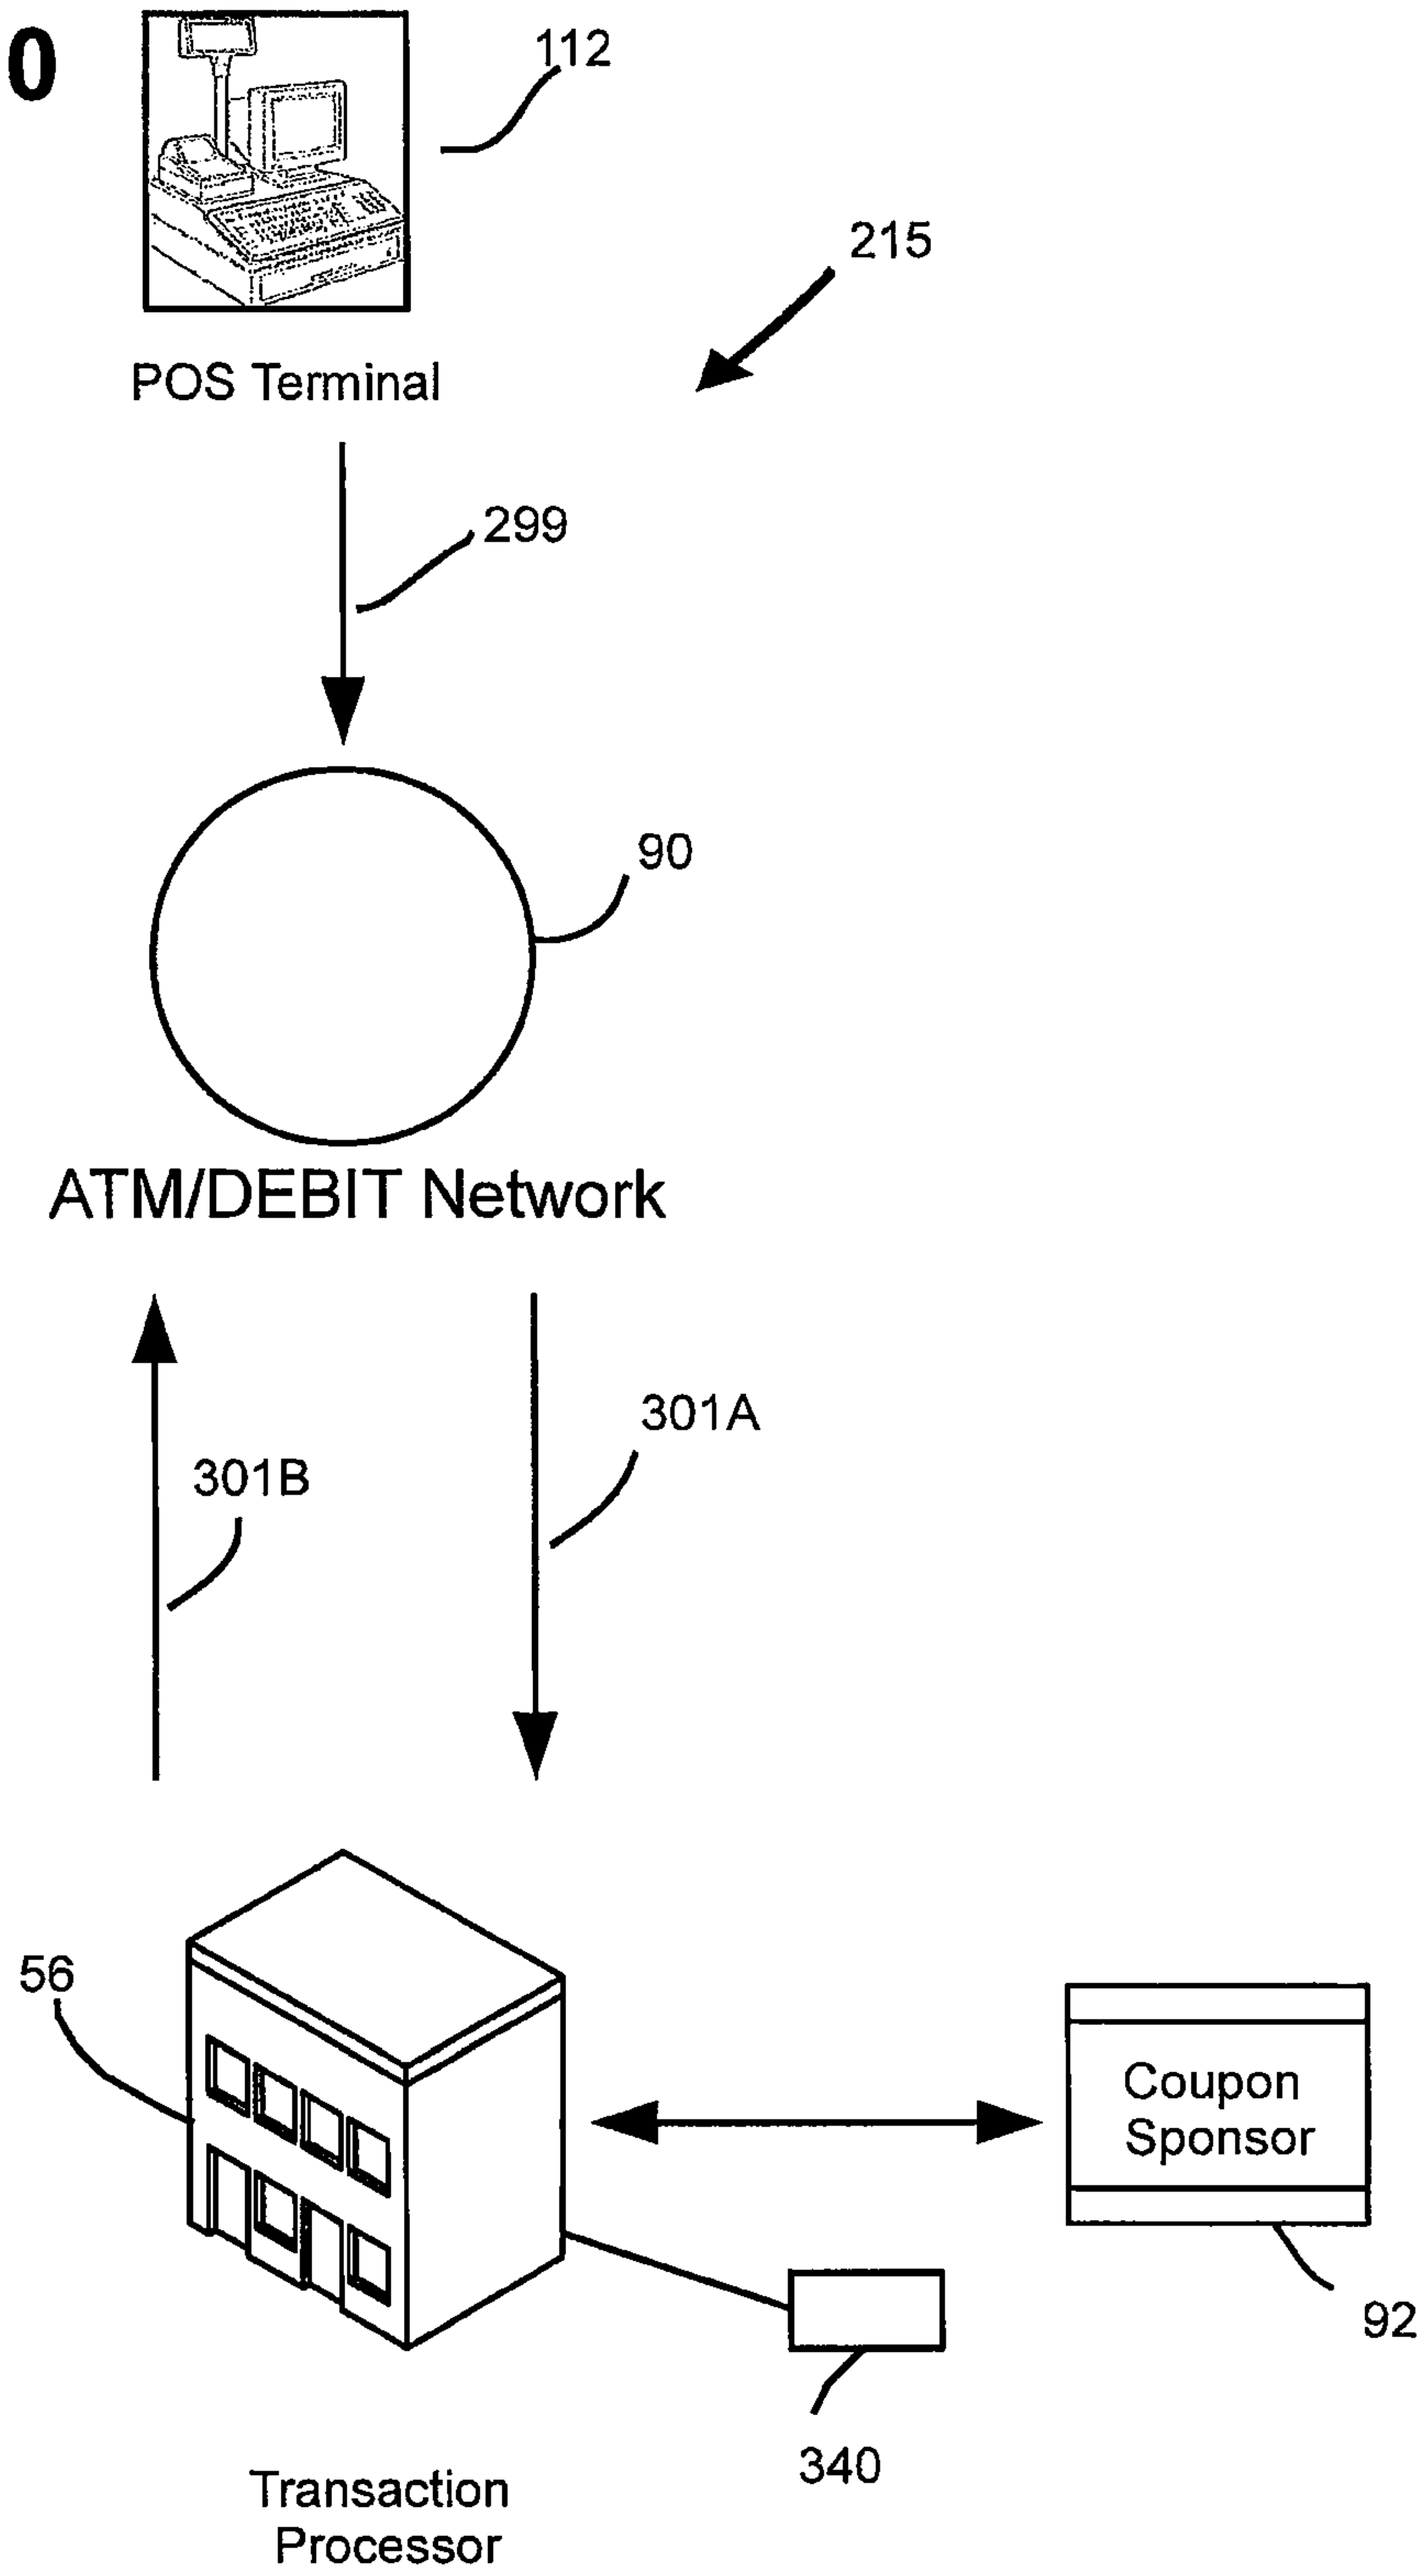 0
112
215
POS Terminal
299
90
ATM/DEBIT Network
301A
301B
56
Coupon
Sponsor
92
340
Transaction
Processor